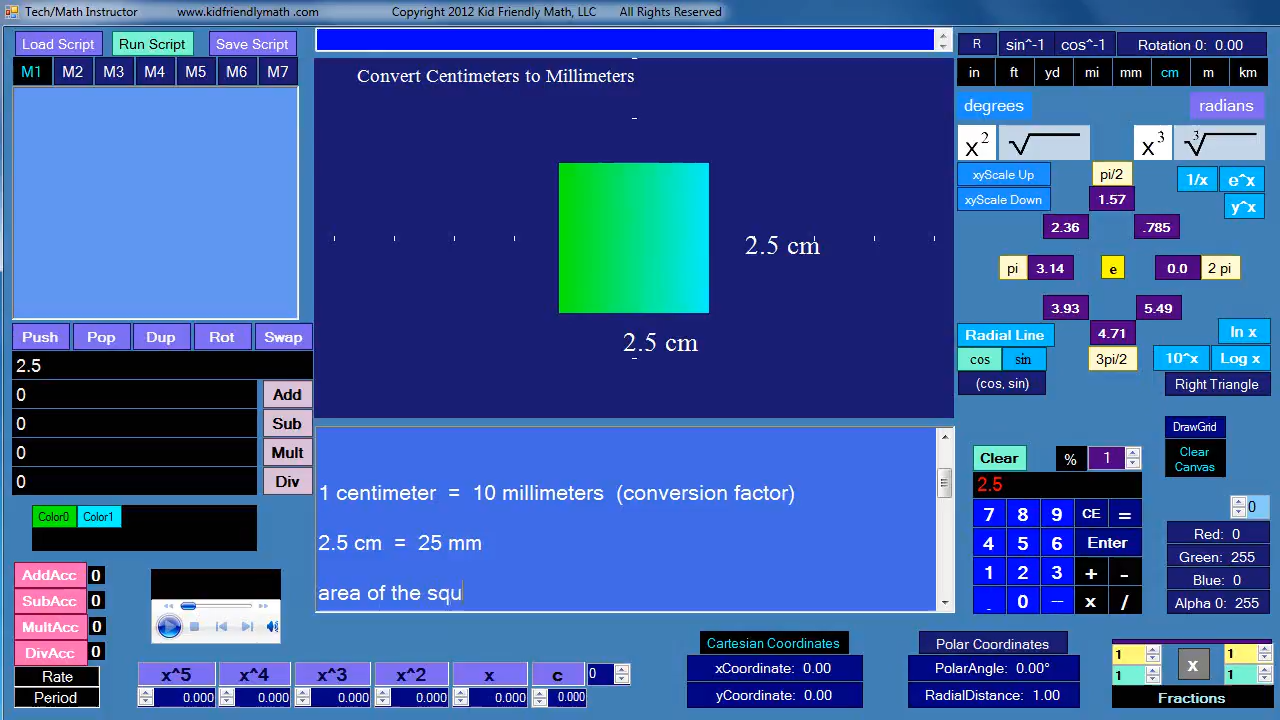 Tech/Math Instructor www.kidfriendlymath .com Copyright 2012 Kid Friendly Math, LLC All Rights Reserved
Load Script Run Script Save Script
M1 M2 M3 M4 M5 M6 M7
Push Pop Dup Rot Swap
2.5
0 Add
0 Sub
0 Mult
0 Div
Color0 Color1
AddAcc 0
SubAcc 0
MultAcc 0
DivAcc 0
Rate
Period
x^5 x^4 x^3 x^2 x c 0
0.000 0.000 0.000 0.000 0.000 0.000
Convert Centimeters to Millimeters
2.5 cm
2.5 cm
1 centimeter = 10 millimeters (conversion factor)
2.5 cm = 25 mm
area of the squ
R sin^-1 cos^-1 Rotation 0: 0.00
in ft yd mi mm cm m km
degrees radians
x2 √ x3 3√
xyScale Up pi/2 1/x e^x
xyScale Down 1.57 y^x
2.36 .785
pi 3.14 e 0.0 2 pi
3.93 5.49
Radial Line 4.71 ln x
cos sin 3pi/2 10^x Log x
(cos, sin) Right Triangle
DrawGrid
Clear % 1 Clear Canvas
2.5
7 8 9 CE = 0
4 5 6 Enter Red: 0
1 2 3 + - Green: 255
. 0 — x / Blue: 0
Alpha 0: 255
Cartesian Coordinates Polar Coordinates
xCoordinate: 0.00 PolarAngle: 0.00° 1 x 1
yCoordinate: 0.00 RadialDistance: 1.00 1 1
Fractions